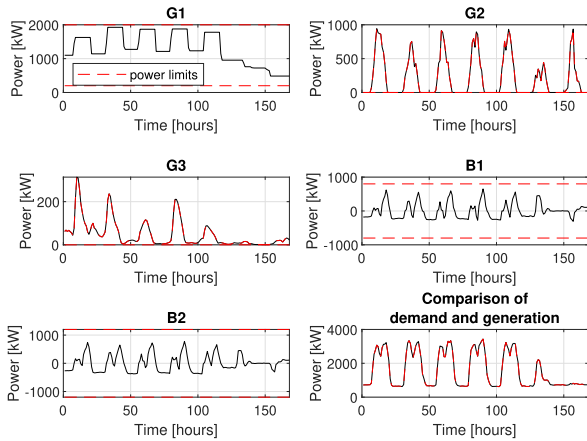 G1
Power [kW]
2000
1000
0
power limits
0 50 100 150
Time [hours]
G2
Power [kW]
1000
500
0
0 50 100 150
Time [hours]
G3
Power [kW]
200
0
0 50 100 150
Time [hours]
B1
Power [kW]
1000
0
-1000
0 50 100 150
Time [hours]
B2
Power [kW]
1000
0
-1000
0 50 100 150
Time [hours]
Comparison of
demand and generation
Power [kW]
4000
2000
0
0 50 100 150
Time [hours]